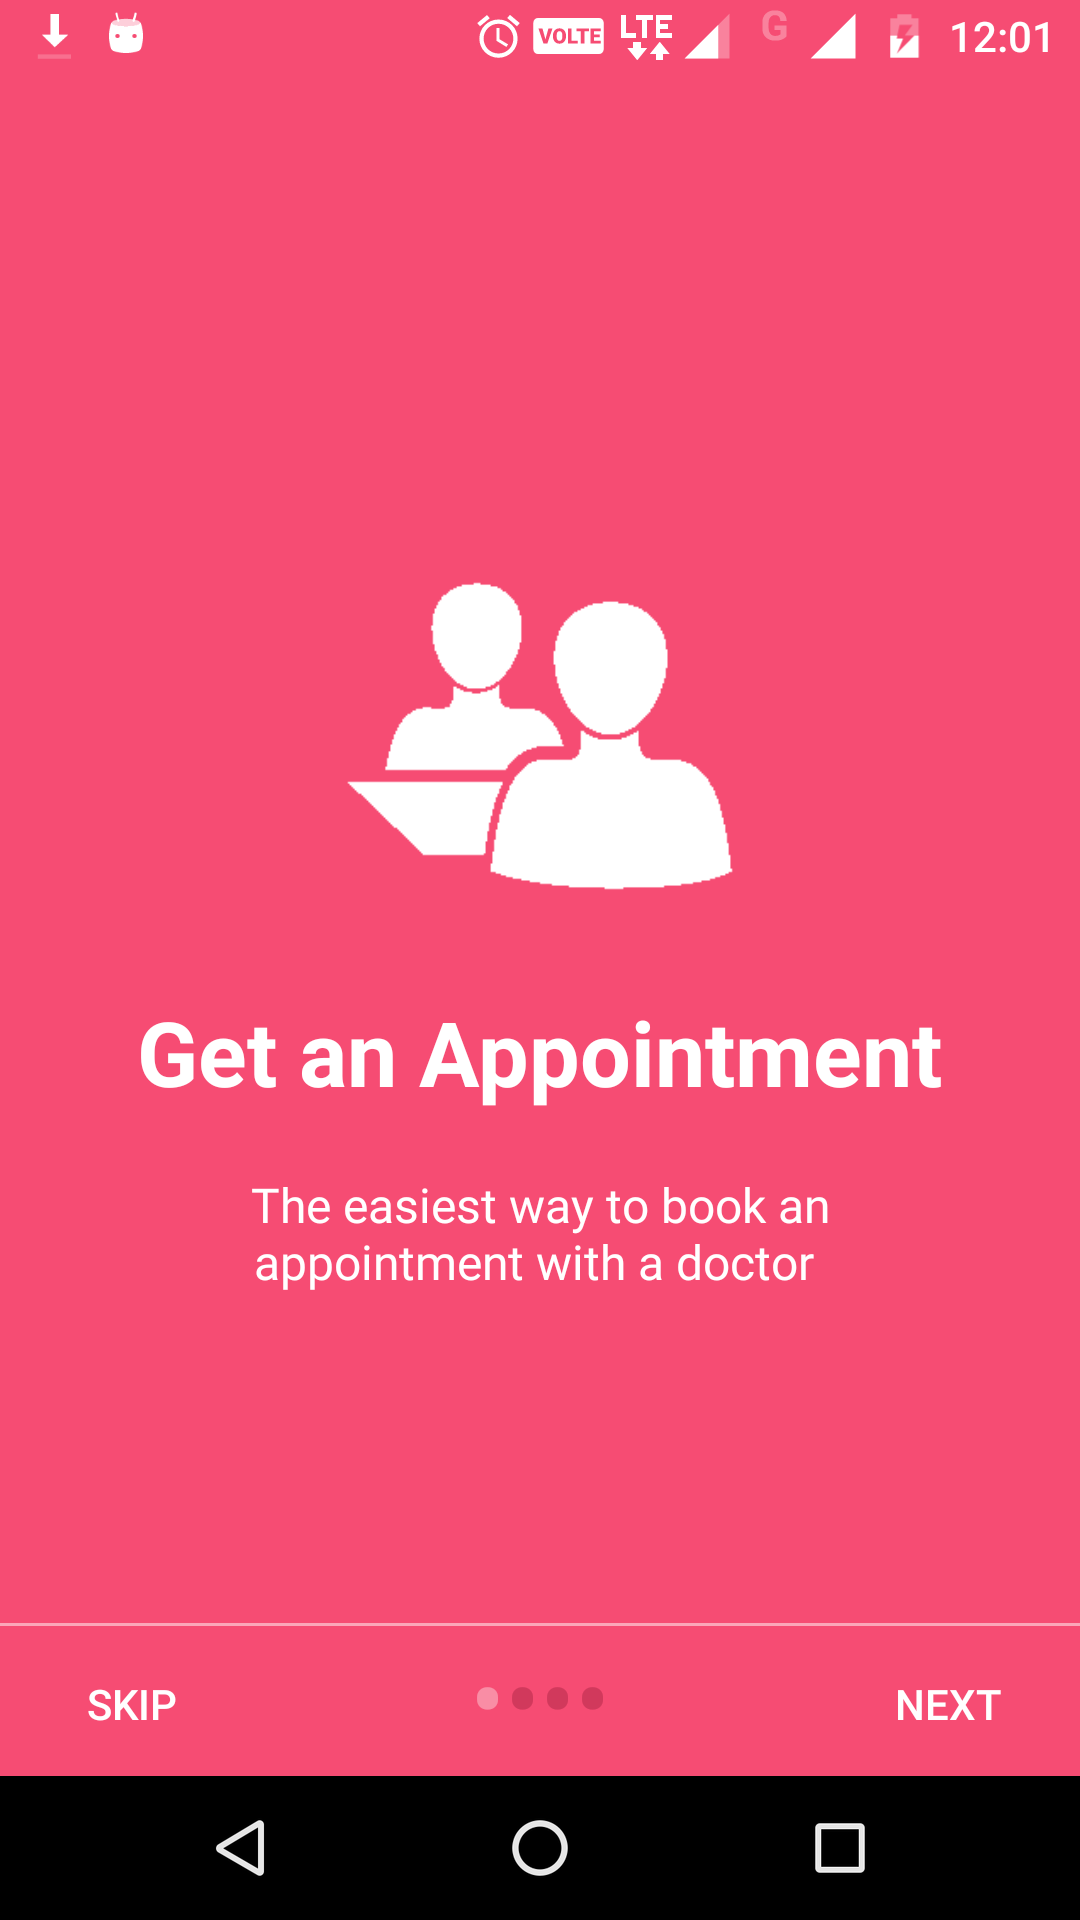 VOLTE LTE G 12:01
Get an Appointment
The easiest way to book an
appointment with a doctor
SKIP NEXT